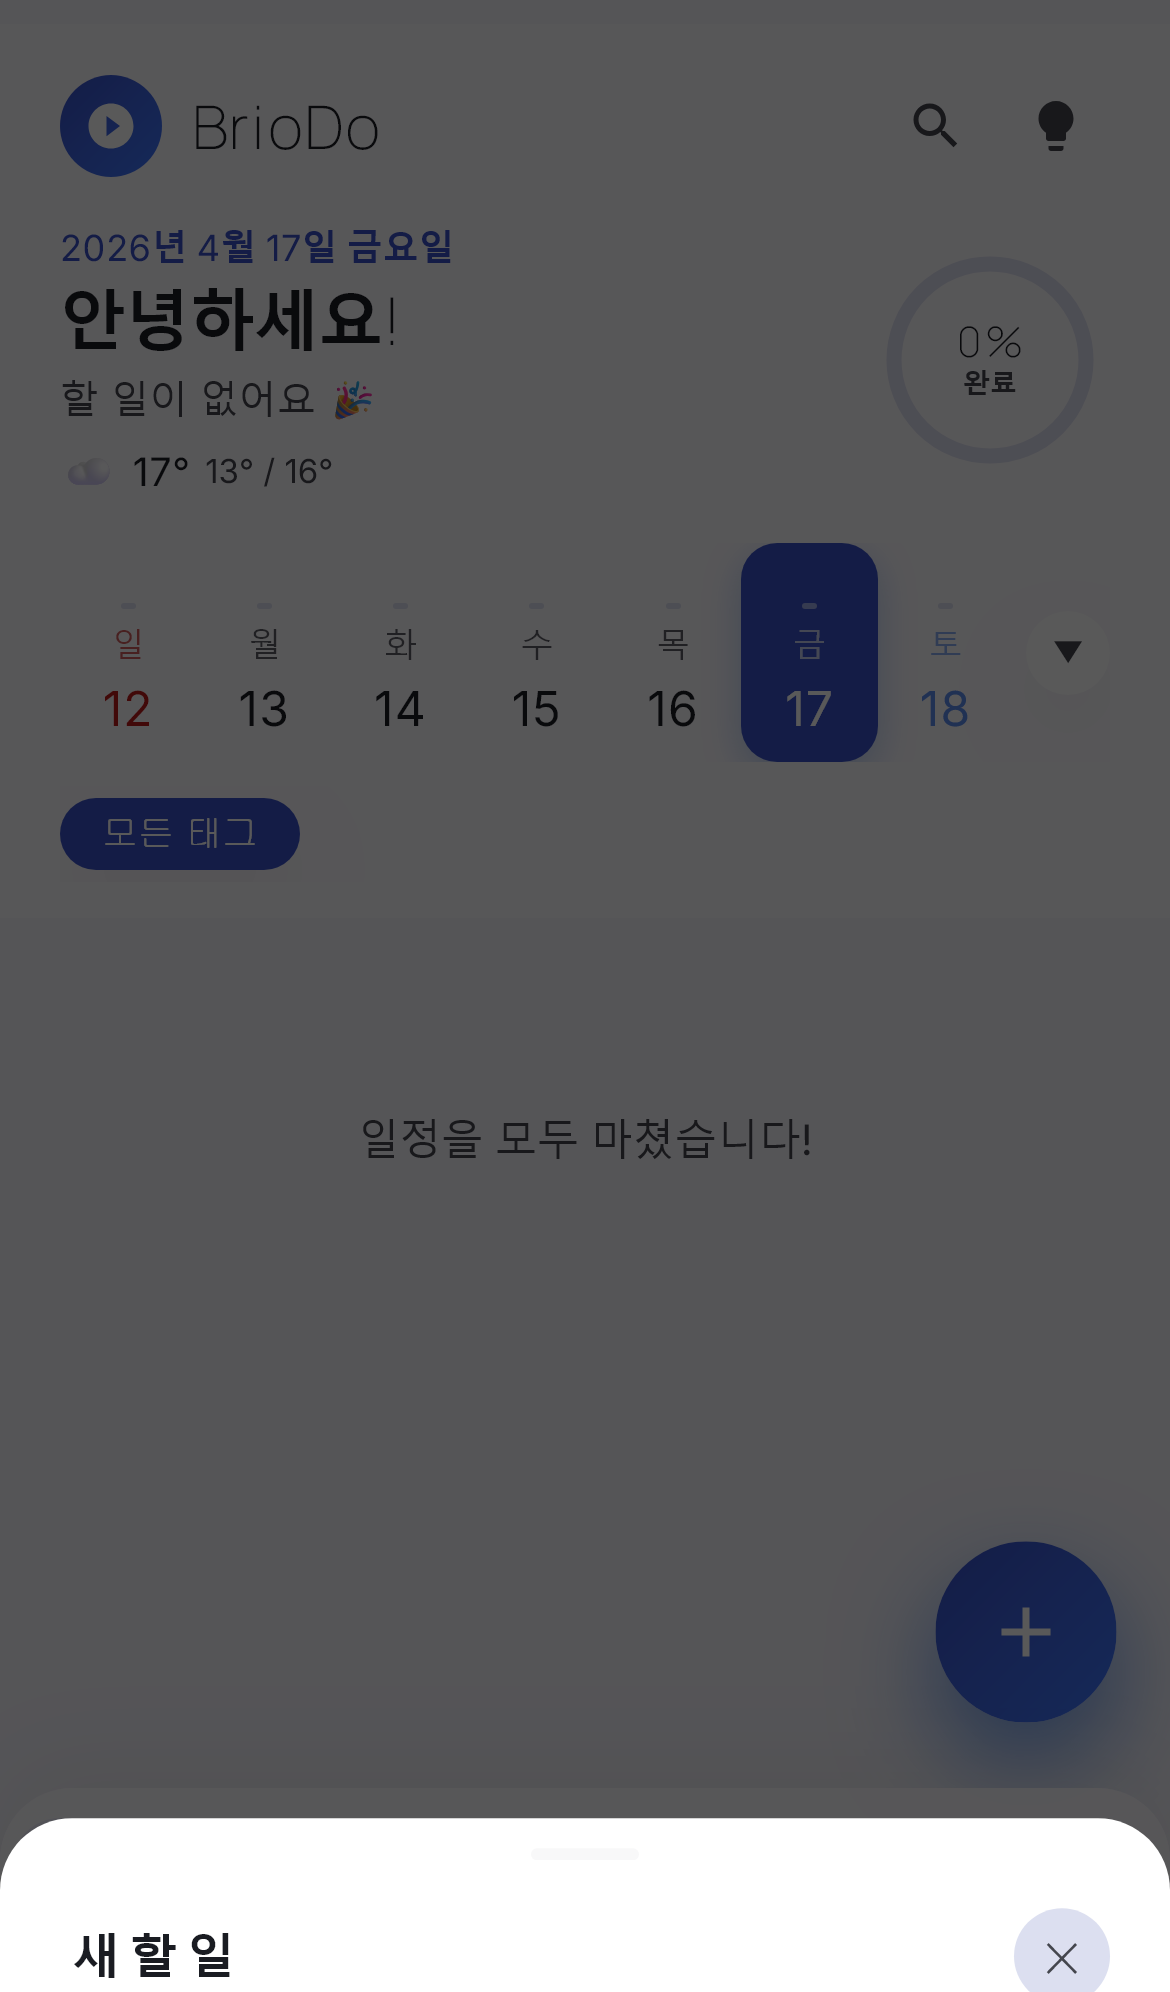 BrioDo
2026년 4월 17일 금요일
안녕하세요!
할 일이 없어요 🎉
0%
완료
17° 13° / 16°
일 월 화 수 목 금 토
12 13 14 15 16 17 18
모든 태그
일정을 모두 마쳤습니다!
새 할 일